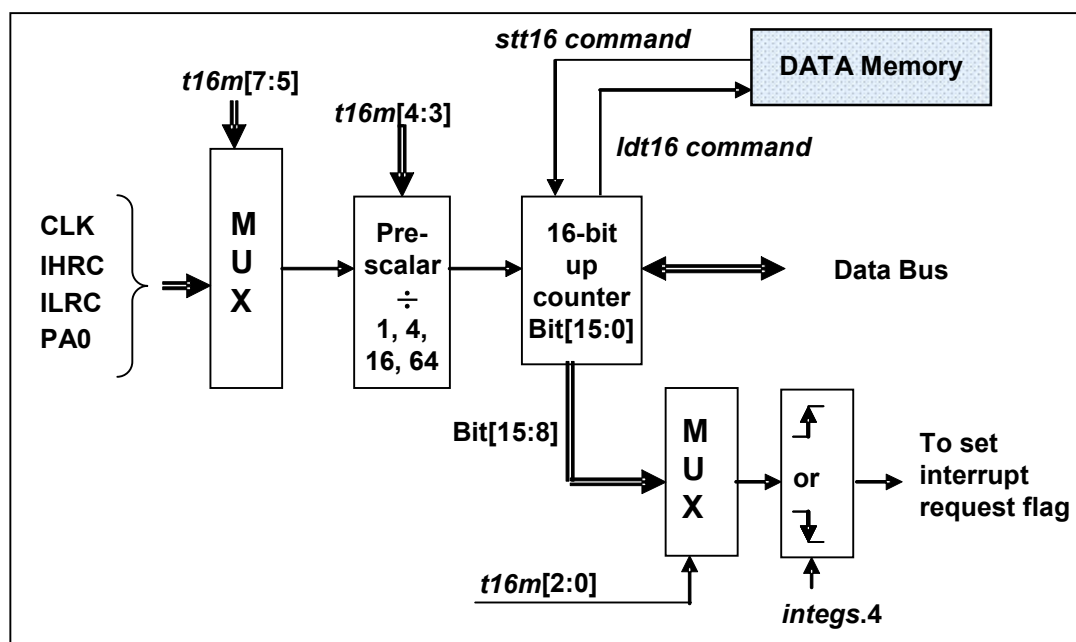 stt16 command
DATA Memory
t16m[7:5]
t16m[4:3]
ldt16 command
CLK
IHRC
ILRC
PA0
M
U
X
Pre-
scalar
÷
1, 4,
16, 64
16-bit
up
counter
Bit[15:0]
Data Bus
Bit[15:8]
M
U
X
or
To set
interrupt
request flag
t16m[2:0]
integs.4